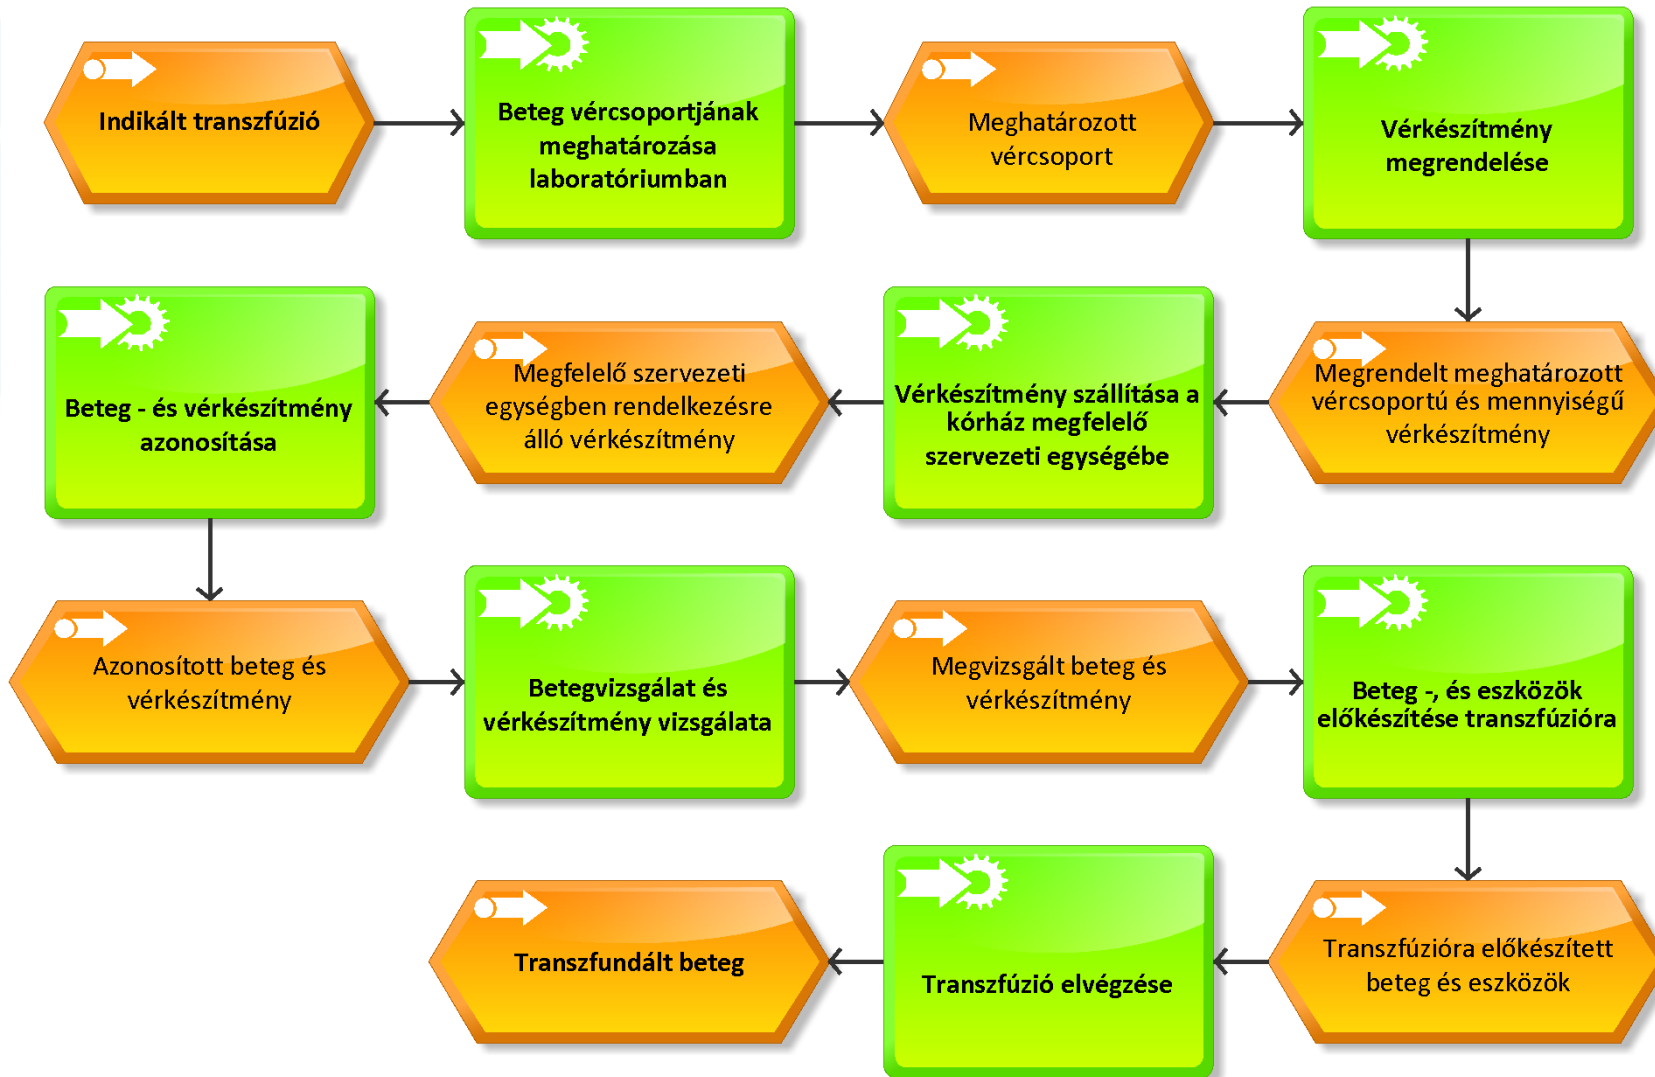 Indikált transzfúzió
Beteg vércsoportjának
meghatározása
laboratóriumban
Meghatározott
vércsoport
Vérkészítmény
megrendelése
Megrendelt meghatározott
vércsoportú és mennyiségű
vérkészítmény
Vérkészítmény szállítása a
kórház megfelelő
szervezeti egységébe
Megfelelő szervezeti
egységben rendelkezésre
álló vérkészítmény
Beteg - és vérkészítmény
azonosítása
Azonosított beteg és
vérkészítmény
Betegvizsgálat és
vérkészítmény vizsgálata
Megvizsgált beteg és
vérkészítmény
Beteg -, és eszközök
előkészítése transzfúzióra
Transzfúzióra előkészített
beteg és eszközök
Transzfúzió elvégzése
Transzfundált beteg